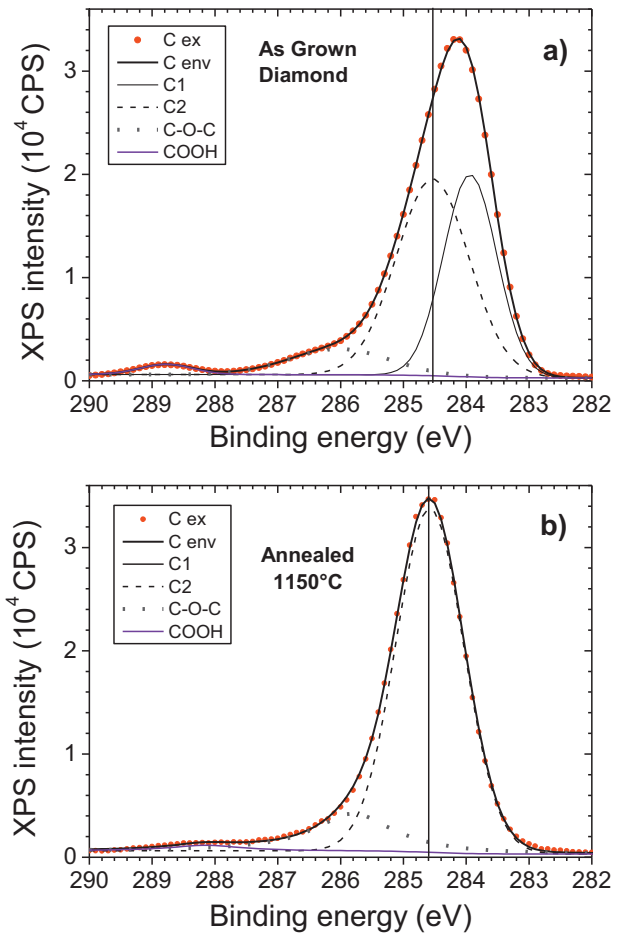 a)
As Grown
Diamond
C ex
C env
C1
C2
C-O-C
COOH
XPS intensity (10⁴ CPS)
3
2
1
0
290 289 288 287 286 285 284 283 282
Binding energy (eV)
b)
Annealed
1150°C
C ex
C env
C1
C2
C-O-C
COOH
XPS intensity (10⁴ CPS)
3
2
1
0
290 289 288 287 286 285 284 283 282
Binding energy (eV)